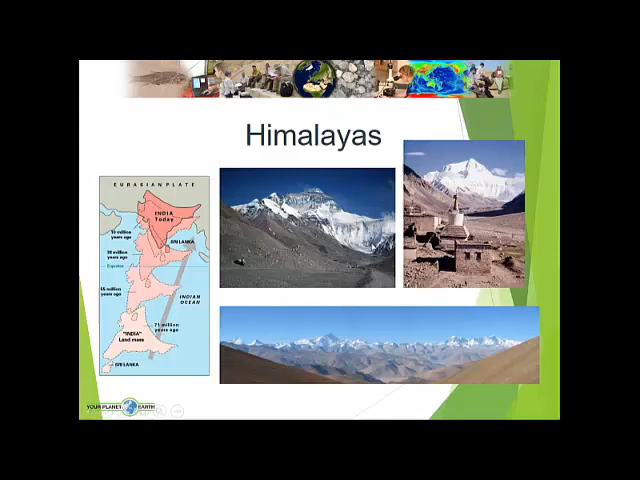 Himalayas
EURASIAN PLATE
INDIA
Today
SRI LANKA
10 million
years ago
38 million
years ago
Equator
55 million
years ago
INDIAN
OCEAN
71 million
years ago
"INDIA"
Land mass
SRI LANKA
YOUR PLANET EARTH